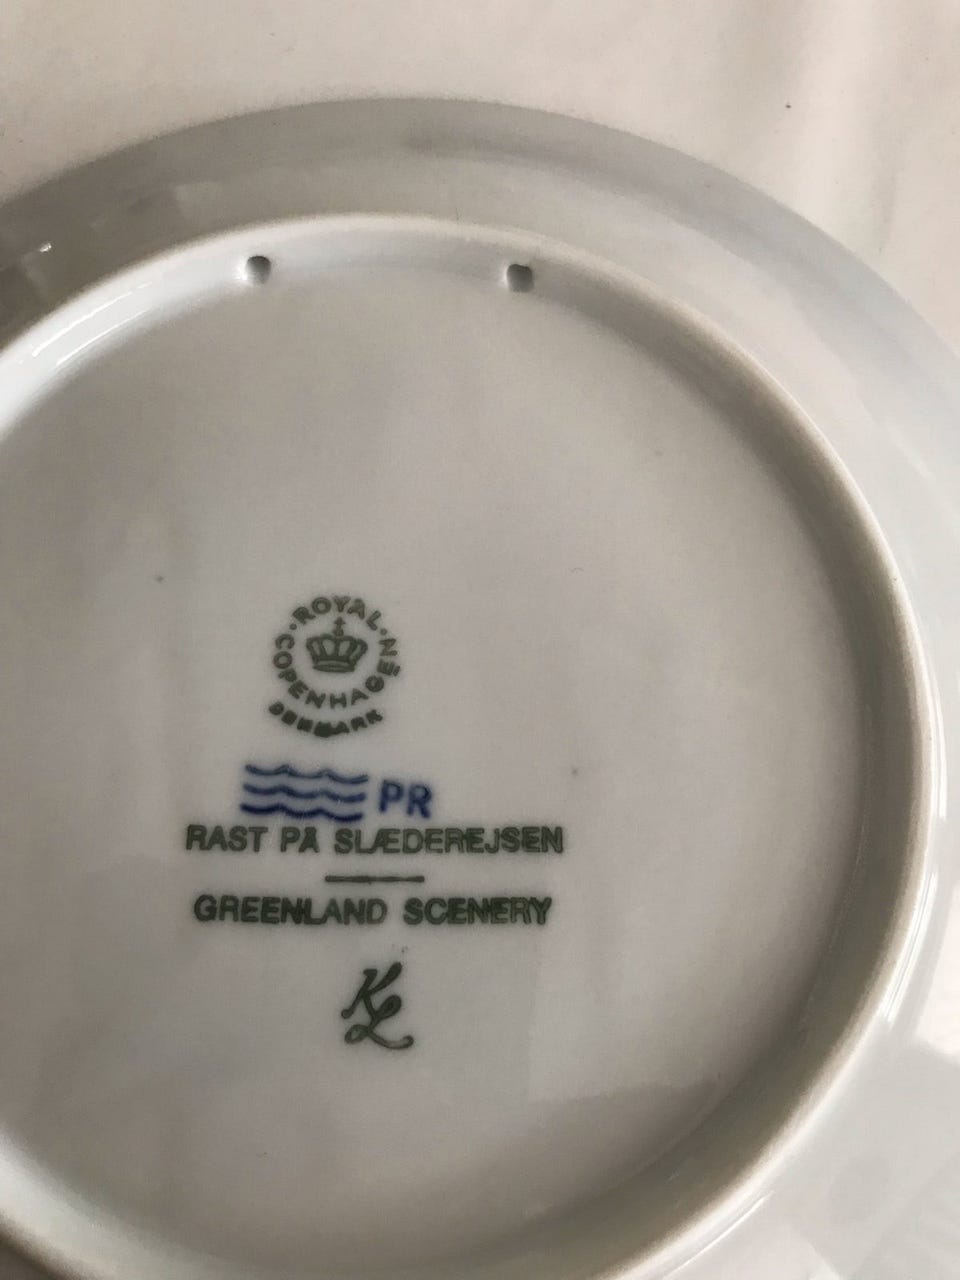 ROYAL
COPENHAGEN
DENMARK
PR
RAST PÅ SLÆDEREJSEN
GREENLAND SCENERY
KL